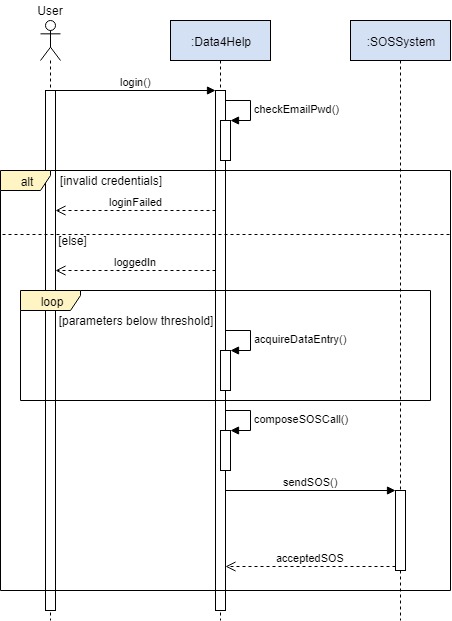 User
:Data4Help
:SOSSystem
login()
checkEmailPwd()
alt
[invalid credentials]
loginFailed
[else]
loggedIn
loop
[parameters below threshold]
acquireDataEntry()
composeSOSCall()
sendSOS()
acceptedSOS